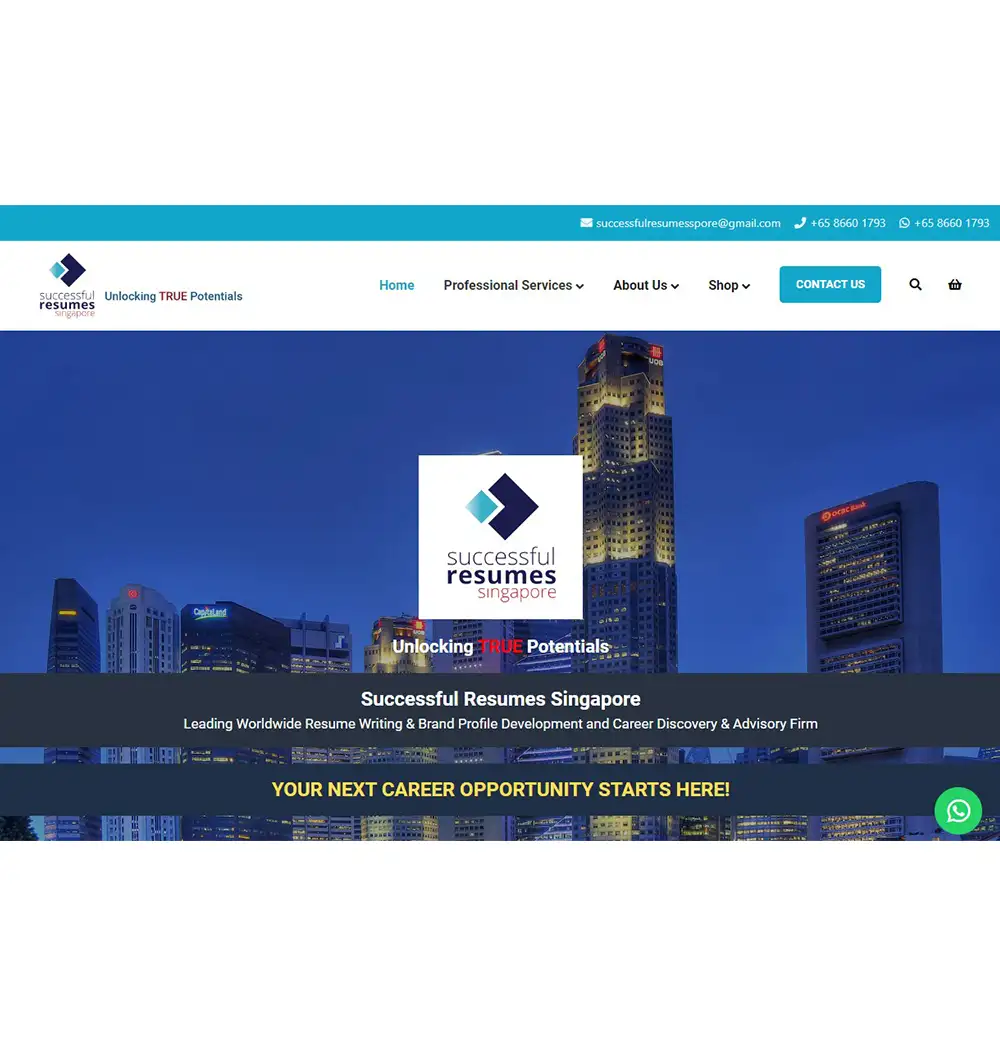 successfulresumesspore@gmail.com +65 8660 1793 +65 8660 1793
successful
resumes
singapore
Unlocking TRUE Potentials
Home Professional Services About Us Shop CONTACT US
UOB
UOB
OCBC Bank
successful
resumes
singapore
CapitaLand
UOB
Unlocking TRUE Potentials
Successful Resumes Singapore
Leading Worldwide Resume Writing & Brand Profile Development and Career Discovery & Advisory Firm
YOUR NEXT CAREER OPPORTUNITY STARTS HERE!